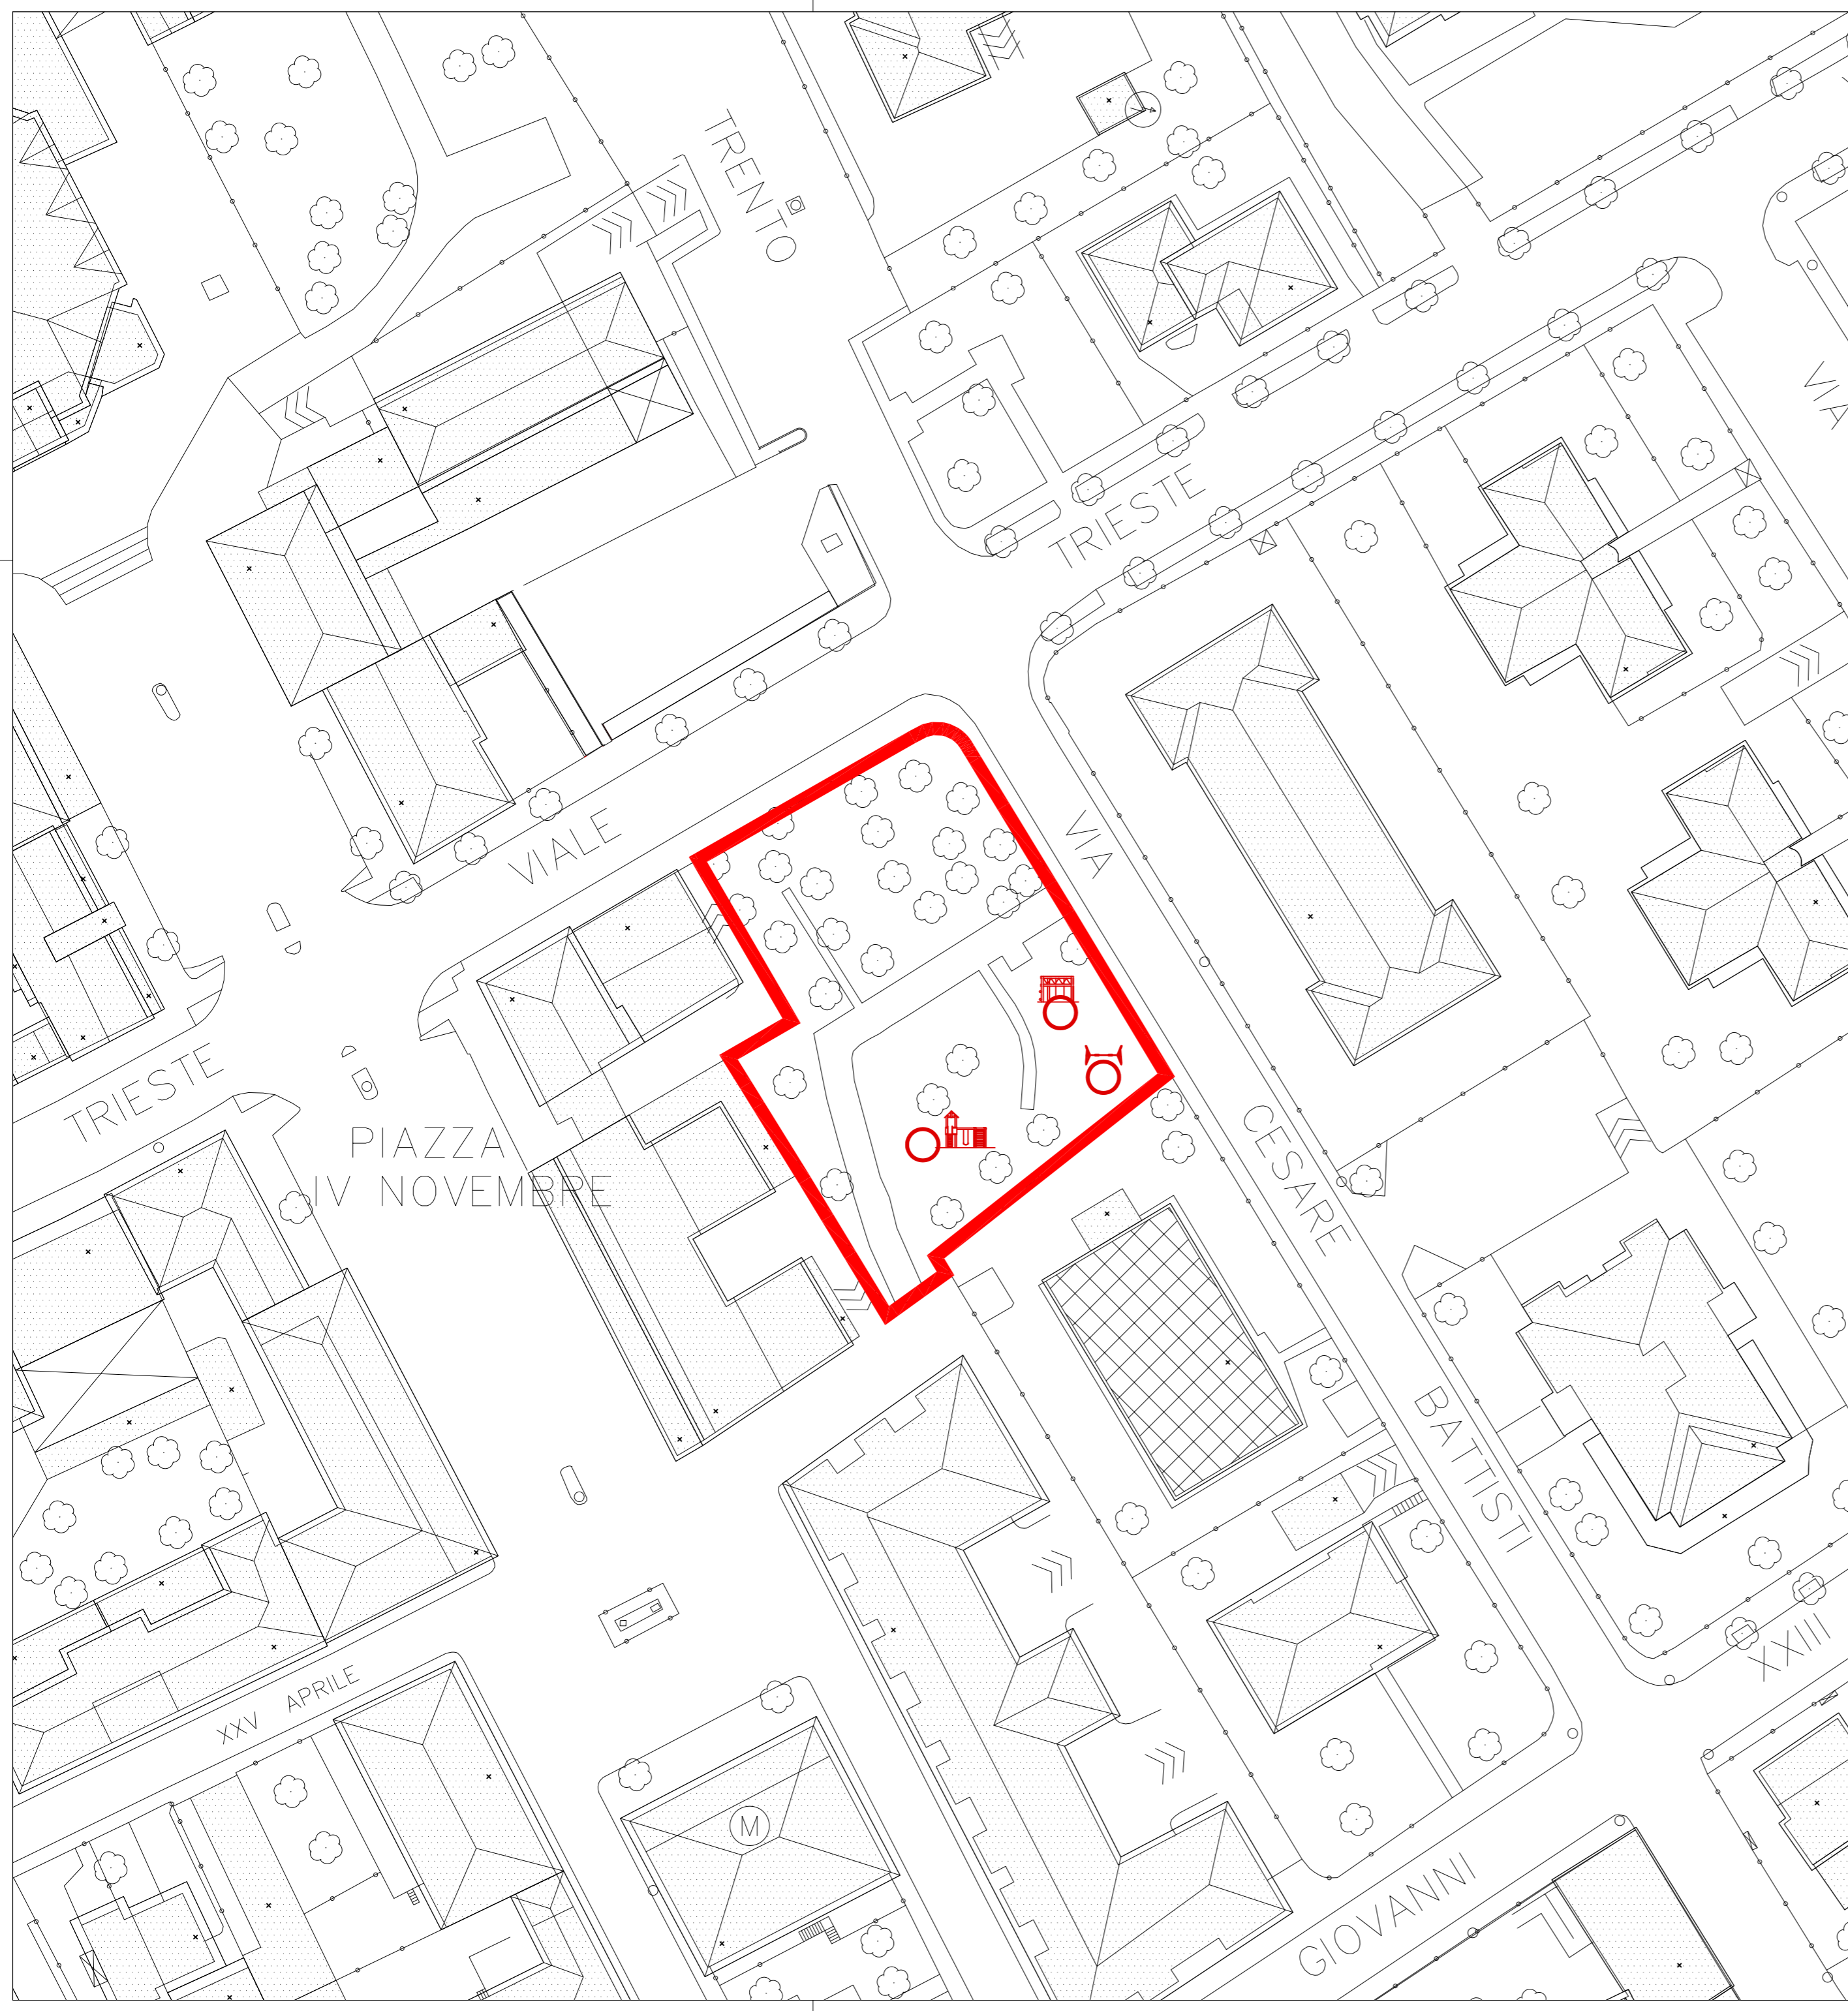 TRENTO
VIA
TRIESTE
VIALE
VIA
TRIESTE
PIAZZA
IV NOVEMBRE
CESARE
BATTISTI
XXIII
XXV APRILE
M
GIOVANNI